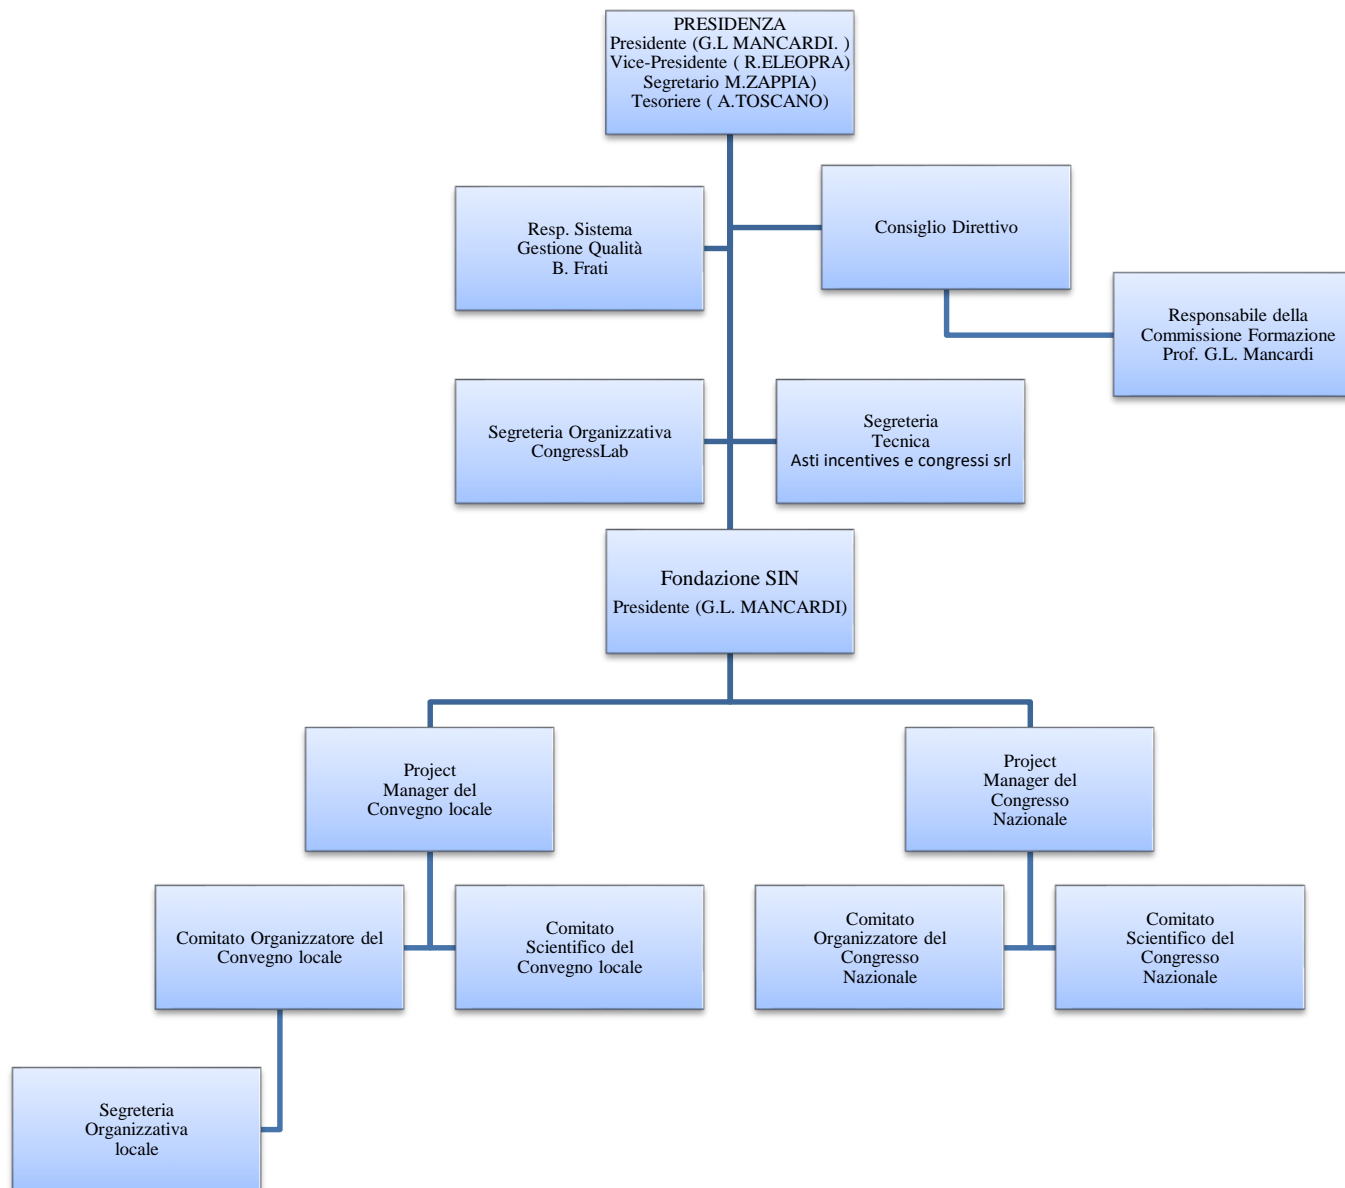 PRESIDENZA
Presidente (G.L MANCARDI. )
Vice-Presidente ( R.ELEOPRA)
Segretario M.ZAPPIA)
Tesoriere ( A.TOSCANO)
Resp. Sistema
Gestione Qualità
B. Frati
Consiglio Direttivo
Responsabile della
Commissione Formazione
Prof. G.L. Mancardi
Segreteria Organizzativa
CongressLab
Segreteria
Tecnica
Asti incentives e congressi srl
Fondazione SIN
Presidente (G.L. MANCARDI)
Project
Manager del
Convegno locale
Project
Manager del
Congresso
Nazionale
Comitato Organizzatore del
Convegno locale
Comitato
Scientifico del
Convegno locale
Comitato
Organizzatore del
Congresso
Nazionale
Comitato
Scientifico del
Congresso
Nazionale
Segreteria
Organizzativa
locale